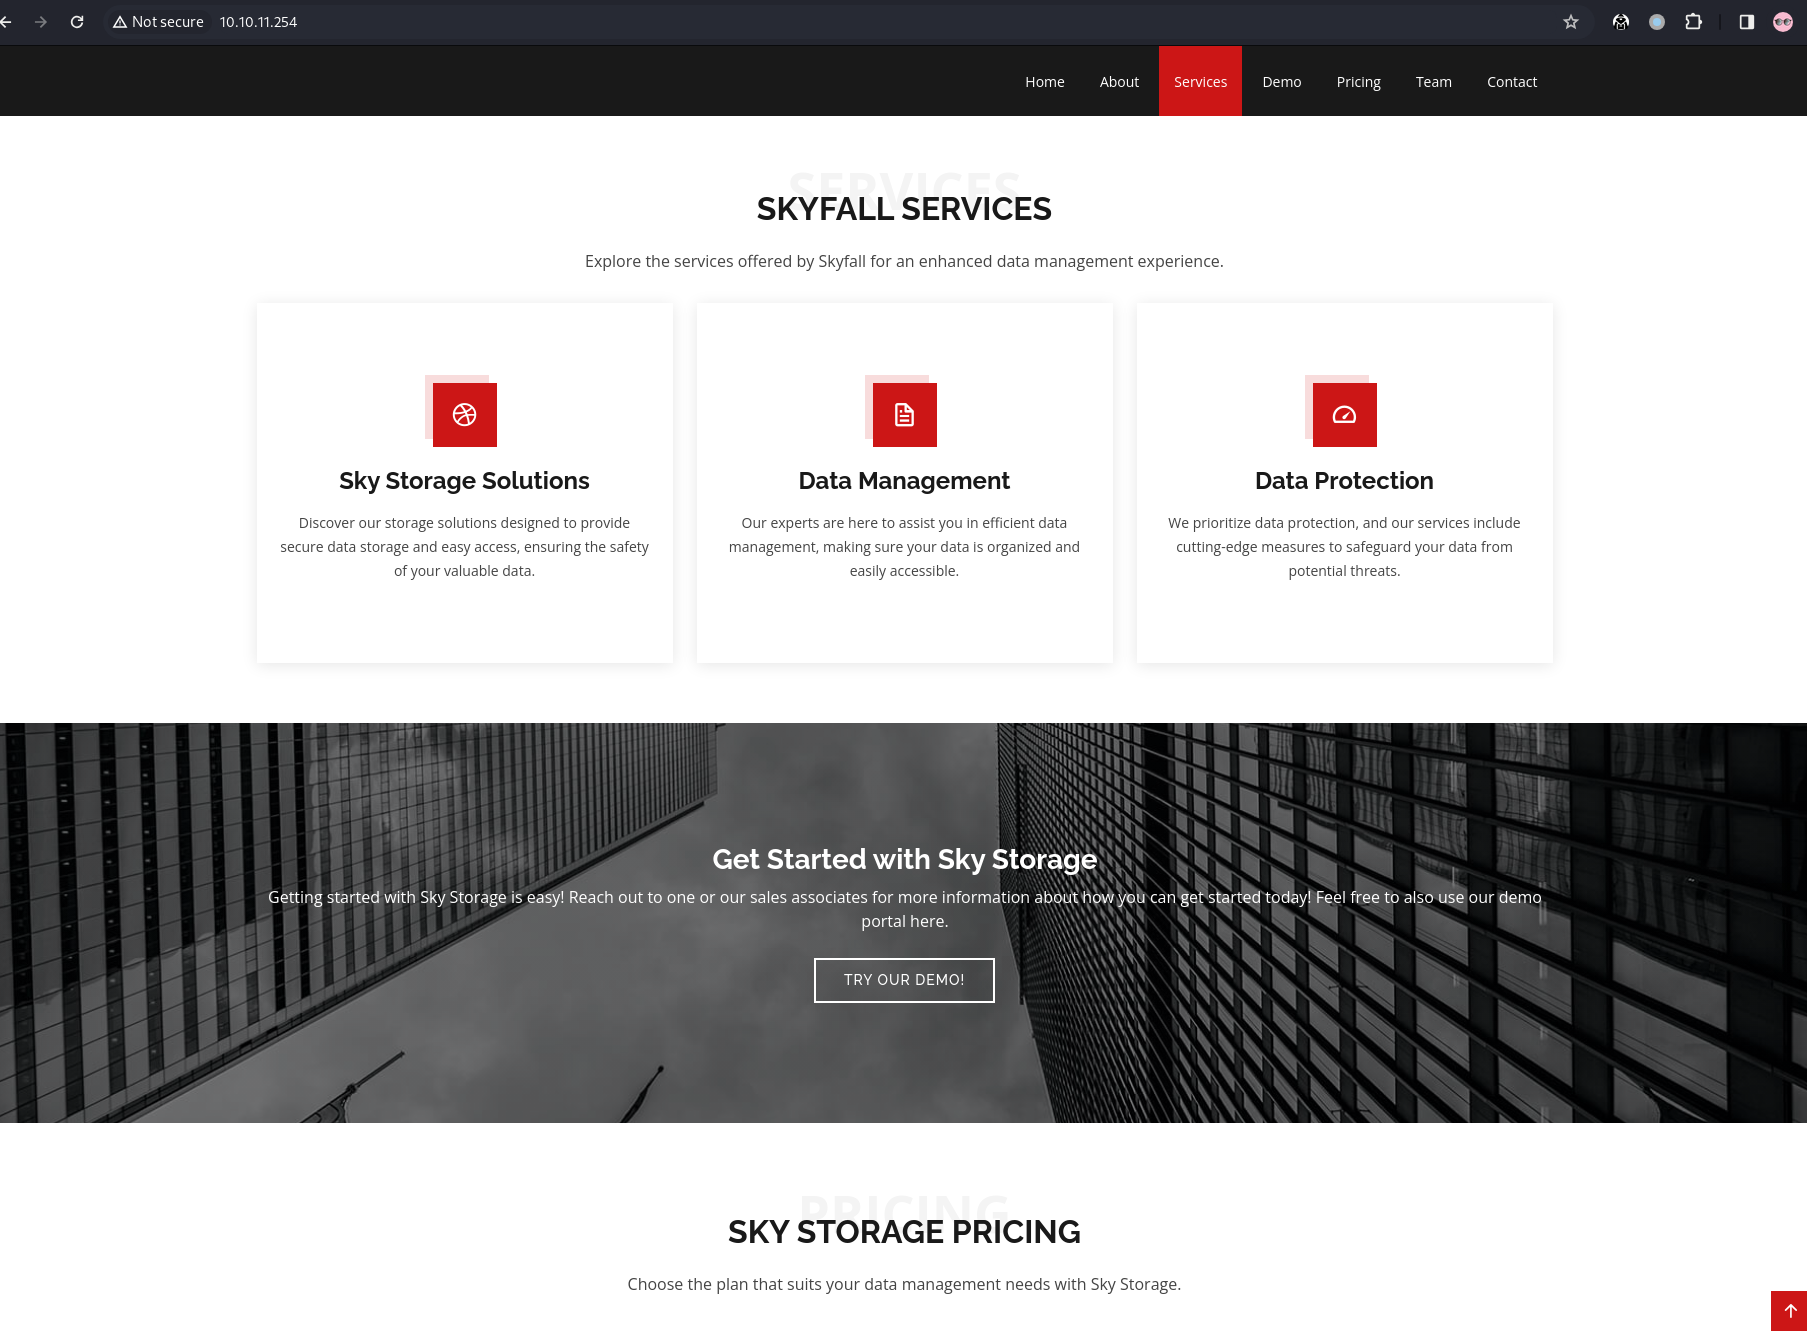 Not secure 10.10.11.254
Home About Services Demo Pricing Team Contact
SERVICES
SKYFALL SERVICES
Explore the services offered by Skyfall for an enhanced data management experience.
Sky Storage Solutions
Discover our storage solutions designed to provide
secure data storage and easy access, ensuring the safety
of your valuable data.
Data Management
Our experts are here to assist you in efficient data
management, making sure your data is organized and
easily accessible.
Data Protection
We prioritize data protection, and our services include
cutting-edge measures to safeguard your data from
potential threats.
Get Started with Sky Storage
Getting started with Sky Storage is easy! Reach out to one or our sales associates for more information about how you can get started today! Feel free to also use our demo
portal here.
TRY OUR DEMO!
PRICING
SKY STORAGE PRICING
Choose the plan that suits your data management needs with Sky Storage.